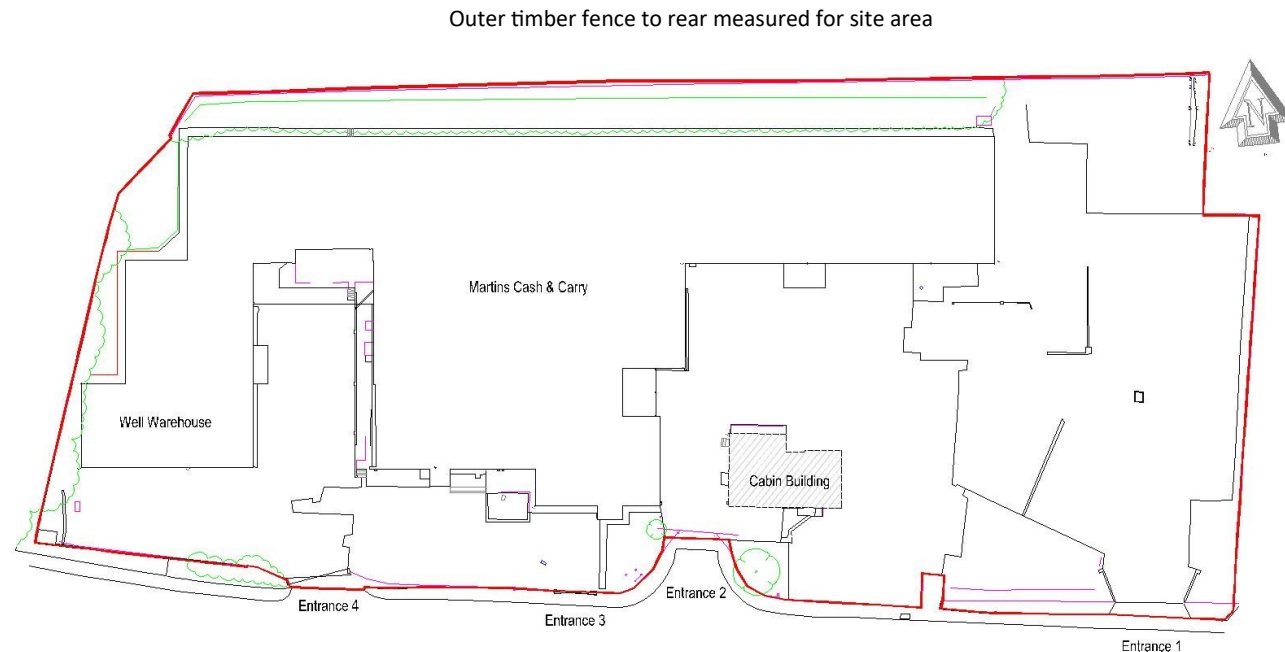 Outer timber fence to rear measured for site area
N
Martins Cash & Carry
Well Warehouse
Cabin Building
Entrance 4
Entrance 3
Entrance 2
Entrance 1